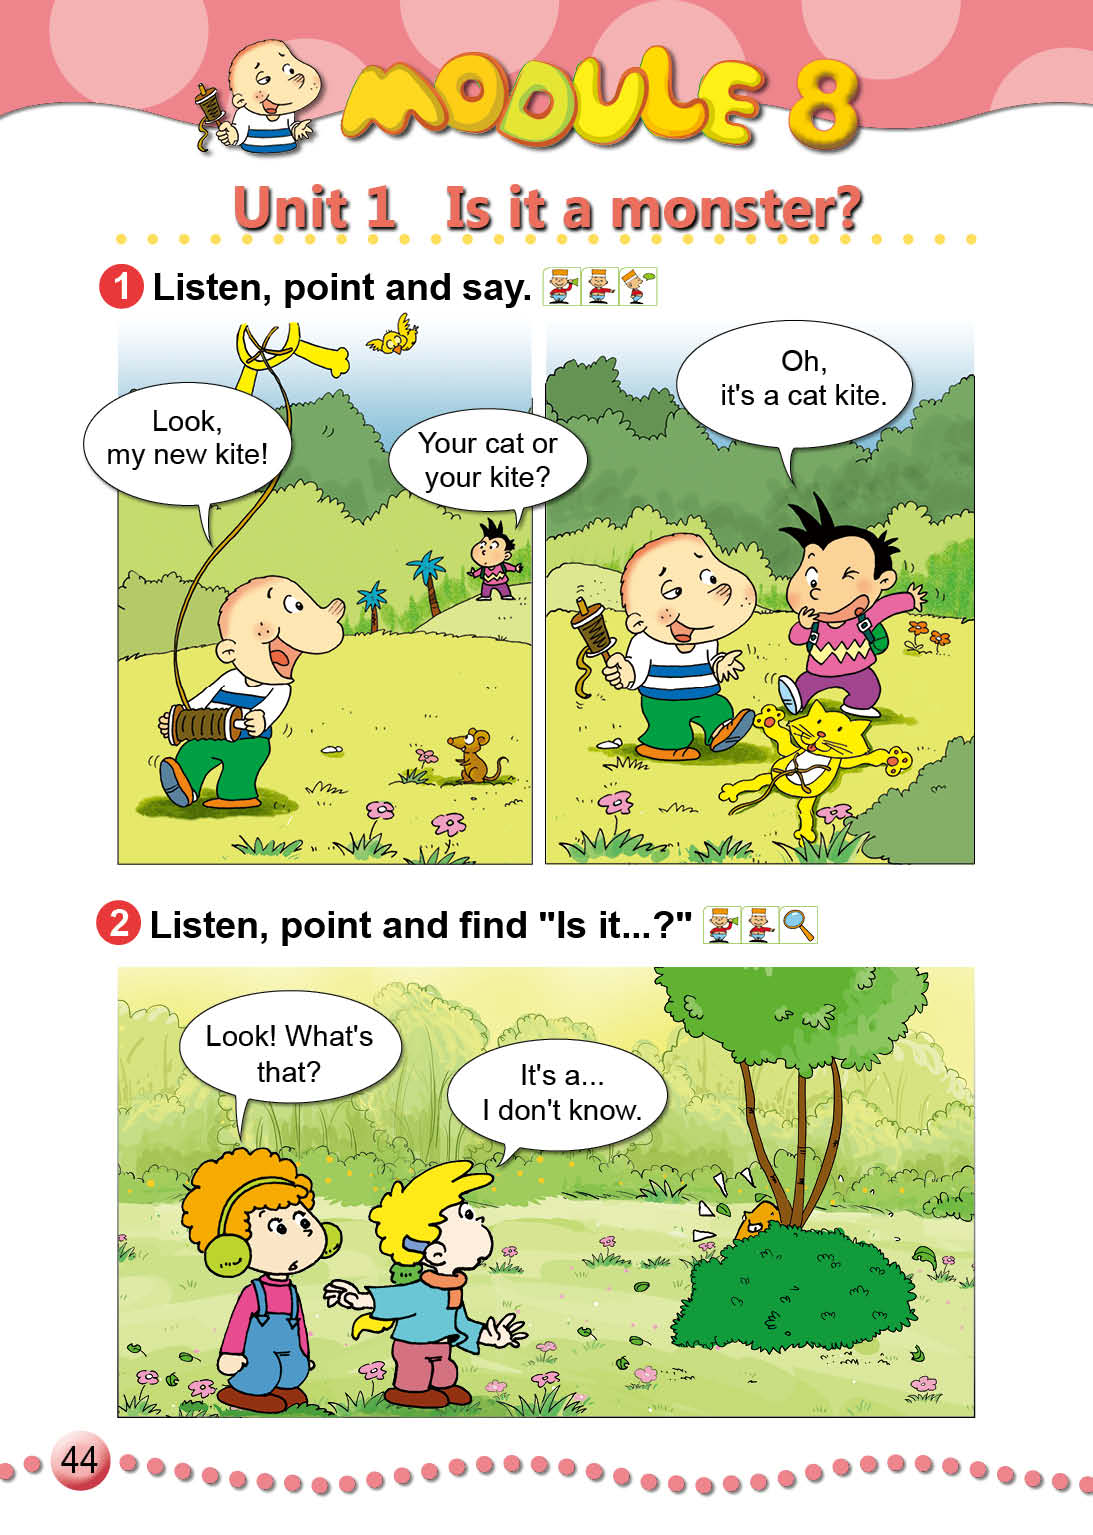 MODULE 8
Unit 1 Is it a monster?
1 Listen, point and say.
Look,
my new kite!
Your cat or
your kite?
Oh,
it's a cat kite.
2 Listen, point and find "Is it...?"
Look! What's
that?
It's a...
I don't know.
44